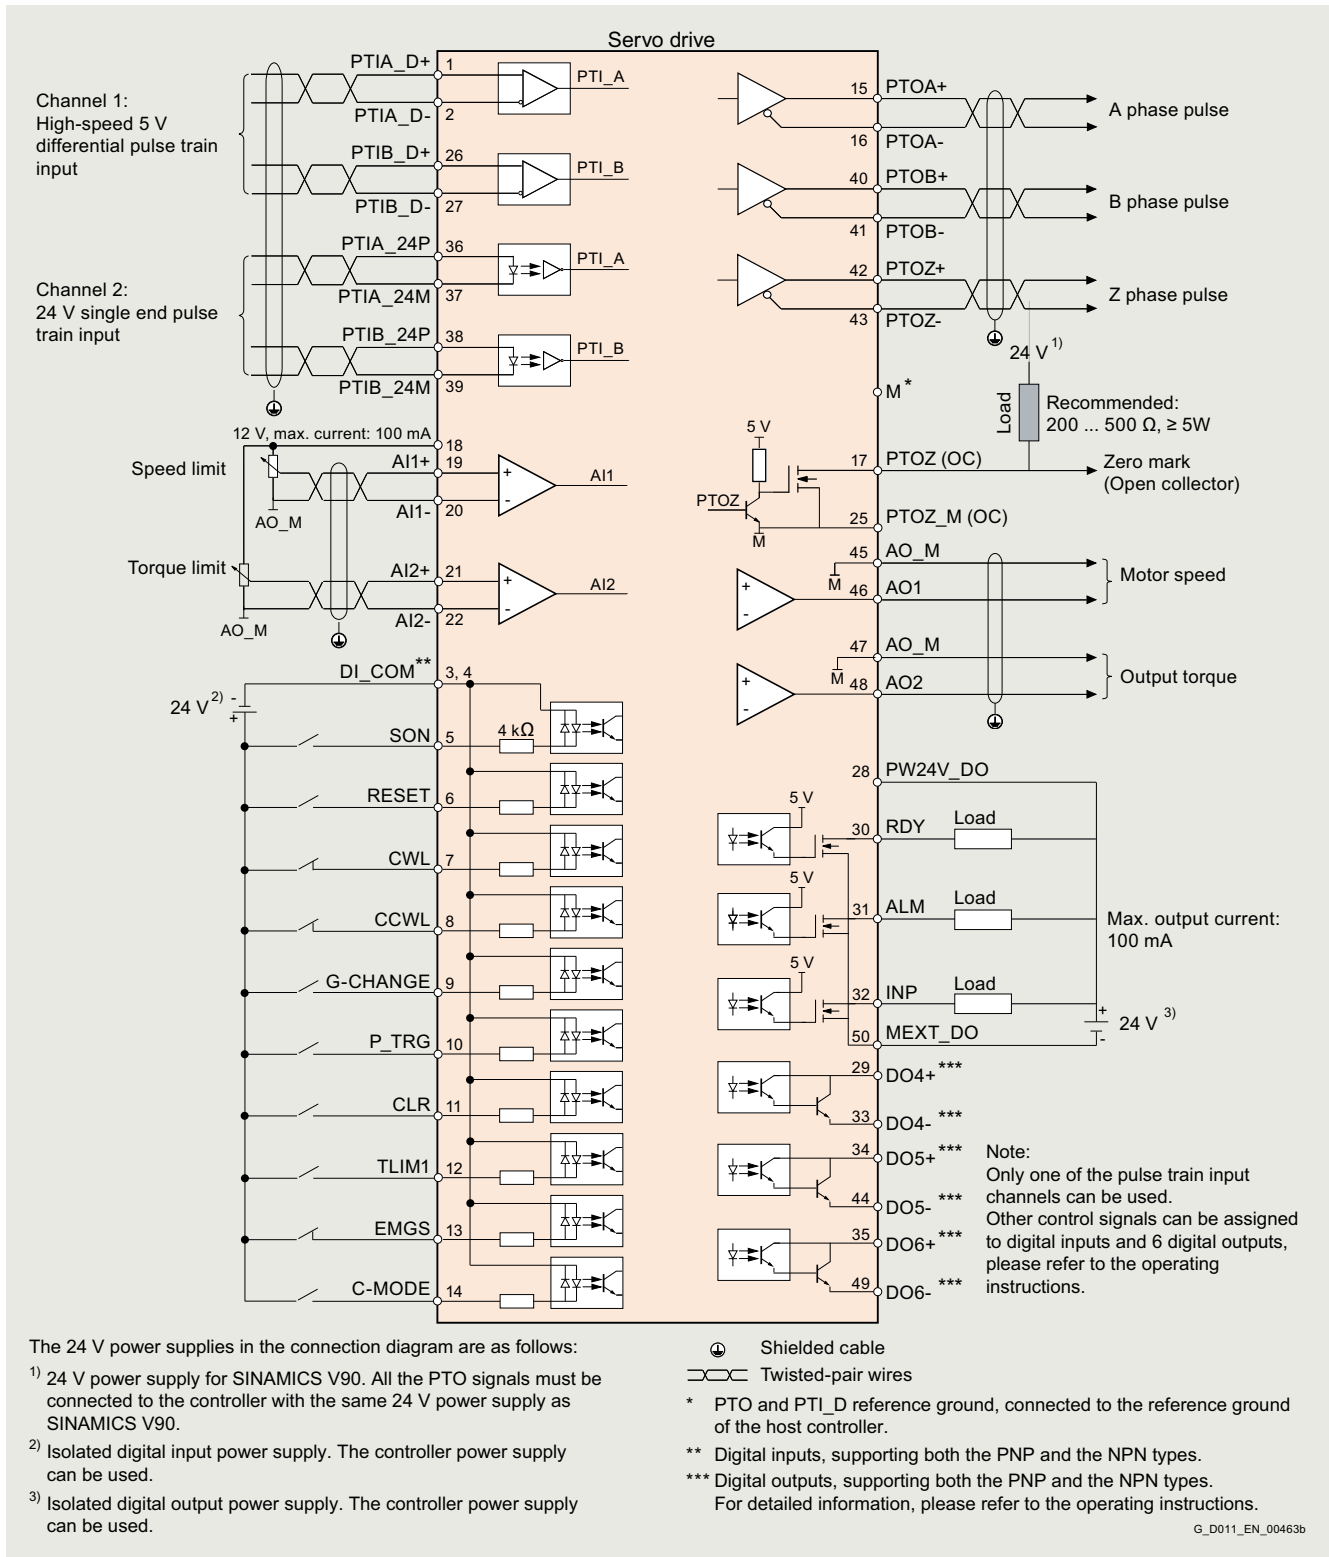 Servo drive
Channel 1:
High-speed 5 V
differential pulse train
input
PTIA_D+
1
PTI_A
PTIA_D-
2
PTIB_D+
26
PTI_B
PTIB_D-
27
Channel 2:
24 V single end pulse
train input
PTIA_24P
36
PTI_A
PTIA_24M
37
PTIB_24P
38
PTI_B
PTIB_24M
39
12 V, max. current: 100 mA
18
Speed limit
AI1+
19
+
-
AI1
AI1-
20
AO_M
Torque limit
AI2+
21
+
-
AI2
AI2-
22
AO_M
DI_COM**
3, 4
24 V 2)
-
+
SON
5
4 kΩ
RESET
6
CWL
7
CCWL
8
G-CHANGE
9
P_TRG
10
CLR
11
TLIM1
12
EMGS
13
C-MODE
14
15
PTOA+
A phase pulse
16
PTOA-
40
PTOB+
B phase pulse
41
PTOB-
42
PTOZ+
Z phase pulse
43
PTOZ-
24 V 1)
M*
Load
Recommended:
200 ... 500 Ω, ≥ 5W
5 V
17
PTOZ (OC)
Zero mark
(Open collector)
PTOZ
25
PTOZ_M (OC)
M
45
AO_M
M
Motor speed
+
-
46
AO1
47
AO_M
M
Output torque
+
-
48
AO2
28
PW24V_DO
5 V
30
RDY
Load
5 V
31
ALM
Load
Max. output current:
100 mA
5 V
32
INP
Load
+
24 V 3)
-
50
MEXT_DO
29
DO4+ ***
33
DO4- ***
34
DO5+ ***
44
DO5- ***
35
DO6+ ***
49
DO6- ***
Note:
Only one of the pulse train input
channels can be used.
Other control signals can be assigned
to digital inputs and 6 digital outputs,
please refer to the operating
instructions.
The 24 V power supplies in the connection diagram are as follows:
1) 24 V power supply for SINAMICS V90. All the PTO signals must be
connected to the controller with the same 24 V power supply as
SINAMICS V90.
2) Isolated digital input power supply. The controller power supply
can be used.
3) Isolated digital output power supply. The controller power supply
can be used.
Shielded cable
Twisted-pair wires
* PTO and PTI_D reference ground, connected to the reference ground
of the host controller.
** Digital inputs, supporting both the PNP and the NPN types.
*** Digital outputs, supporting both the PNP and the NPN types.
For detailed information, please refer to the operating instructions.
G_D011_EN_00463b